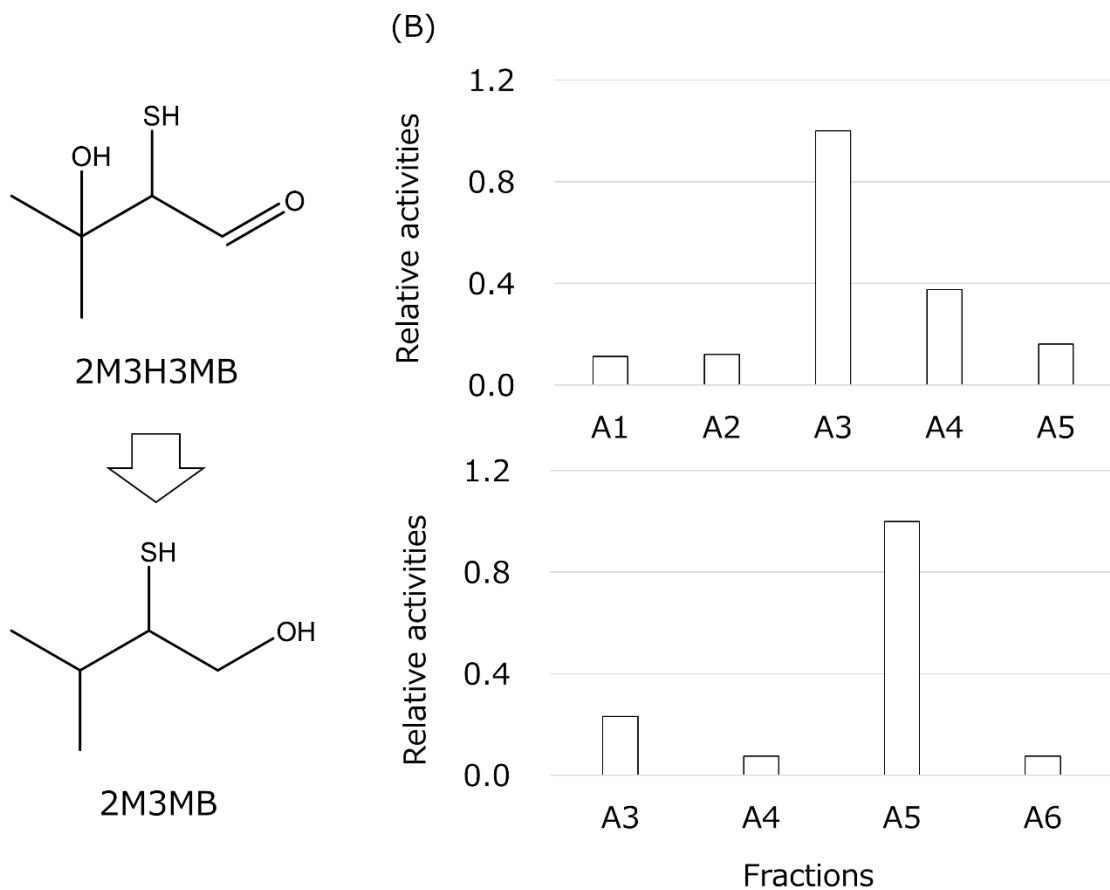 SH
OH
O
2M3H3MB
SH
OH
2M3MB
(B)
Relative activities
1.2
0.8
0.4
0.0
A1 A2 A3 A4 A5
Relative activities
1.2
0.8
0.4
0.0
A3 A4 A5 A6
Fractions